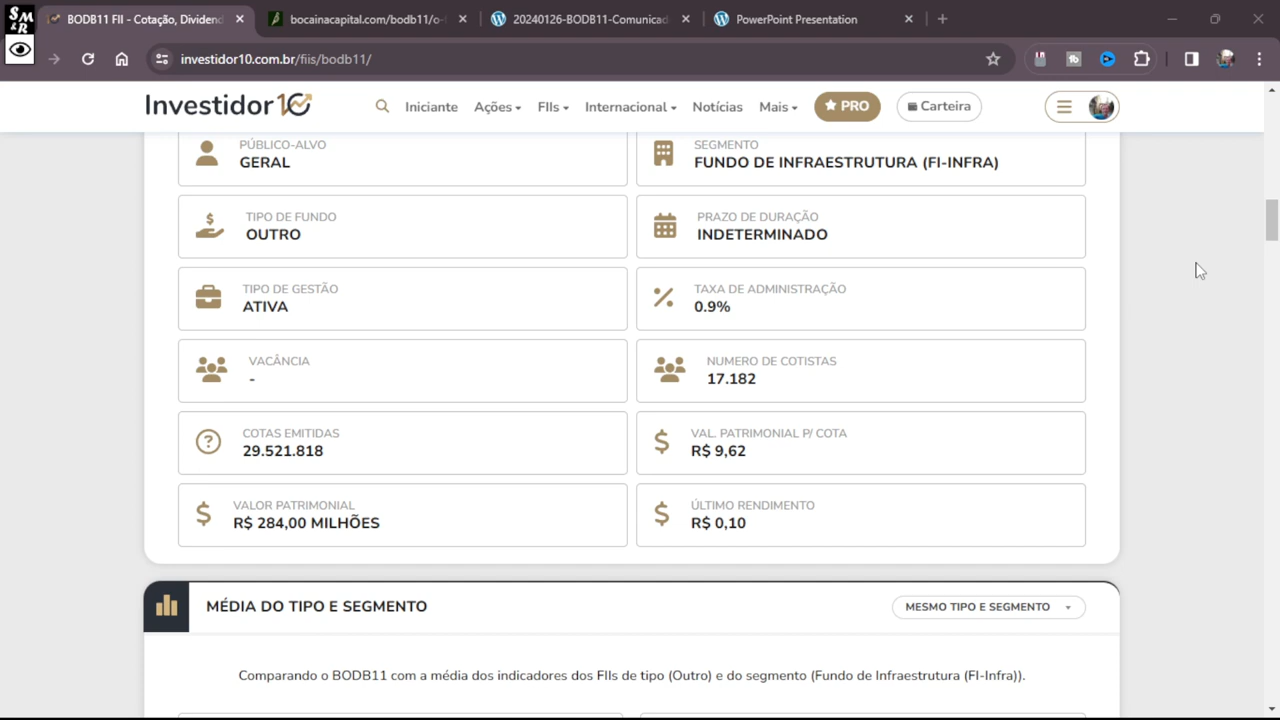 SM
&R
BODB11 FII - Cotação, Dividend
bocainacapital.com/bodb11/o-
20240126-BODB11-Comunicad
PowerPoint Presentation
investidor10.com.br/fiis/bodb11/
Investidor 10
Iniciante
Ações
FIIs
Internacional
Notícias
Mais
PRO
Carteira
PÚBLICO-ALVO
GERAL
SEGMENTO
FUNDO DE INFRAESTRUTURA (FI-INFRA)
TIPO DE FUNDO
OUTRO
PRAZO DE DURAÇÃO
INDETERMINADO
TIPO DE GESTÃO
ATIVA
TAXA DE ADMINISTRAÇÃO
0.9%
VACÂNCIA
-
NUMERO DE COTISTAS
17.182
COTAS EMITIDAS
29.521.818
VAL. PATRIMONIAL P/ COTA
R$ 9,62
VALOR PATRIMONIAL
R$ 284,00 MILHÕES
ÚLTIMO RENDIMENTO
R$ 0,10
MÉDIA DO TIPO E SEGMENTO
MESMO TIPO E SEGMENTO
Comparando o BODB11 com a média dos indicadores dos FIIs de tipo (Outro) e do segmento (Fundo de Infraestrutura (FI-Infra)).